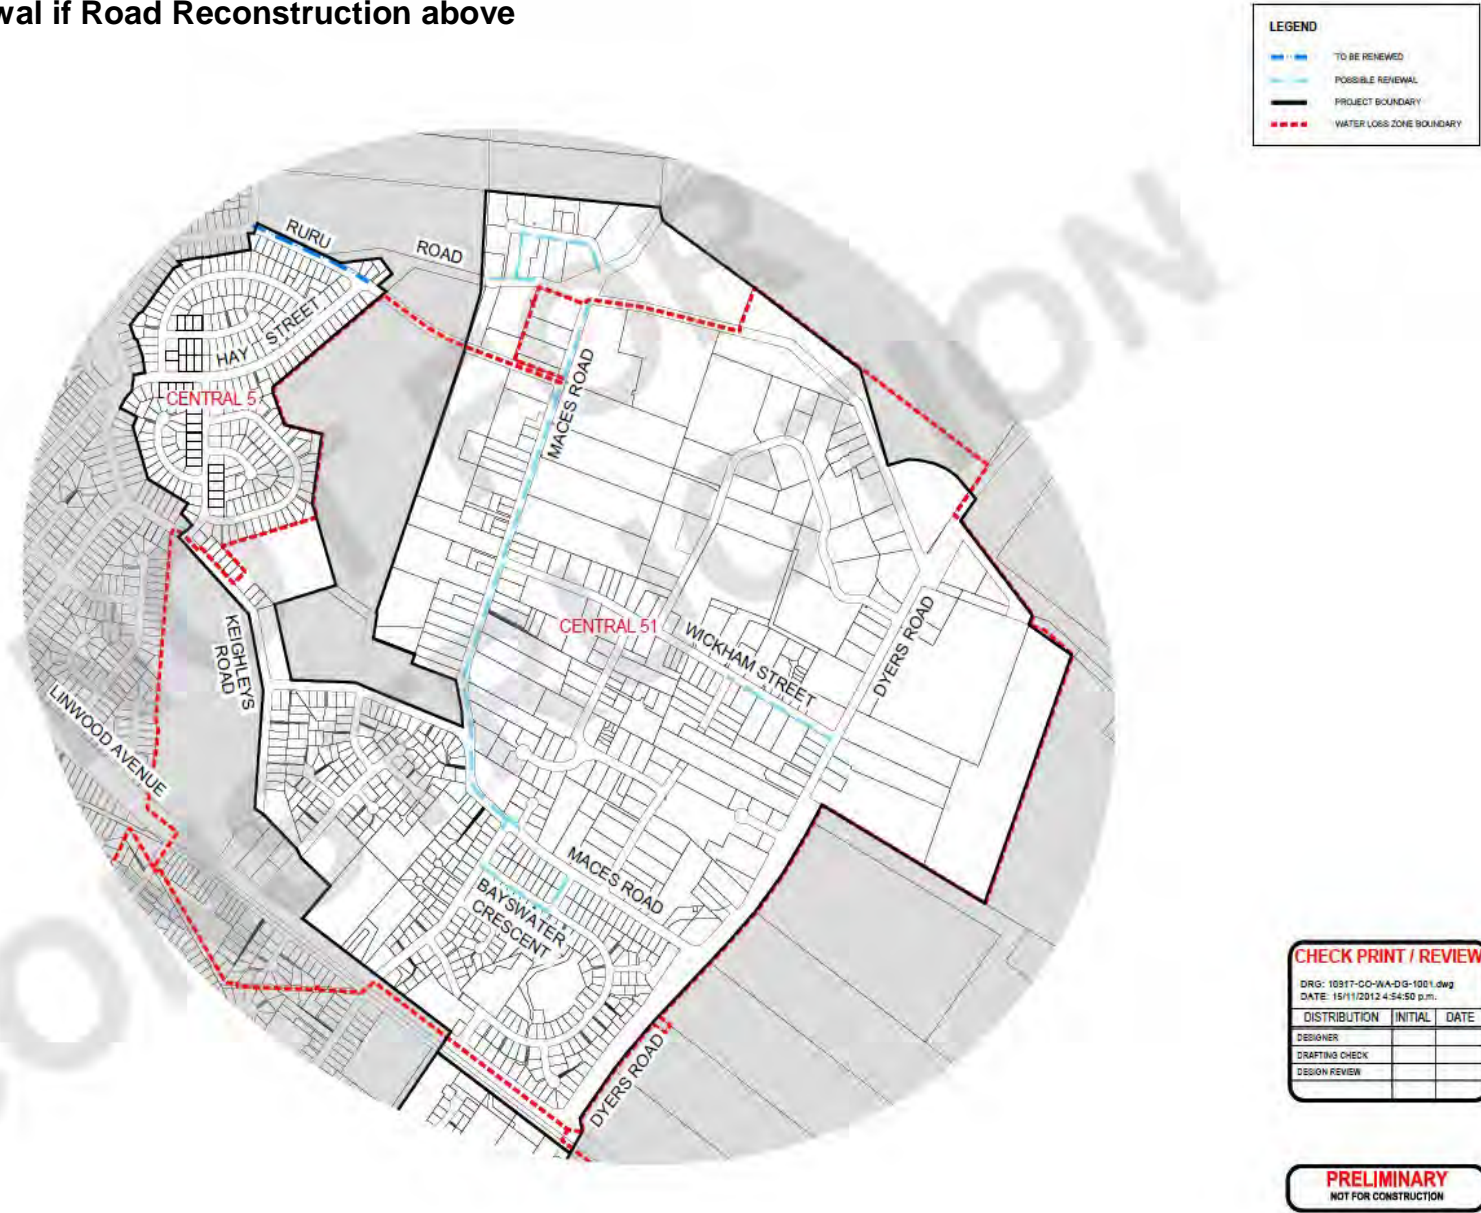 wal if Road Reconstruction above
LEGEND
TO BE RENEWED
POSSIBLE RENEWAL
PROJECT BOUNDARY
WATER LOSS ZONE BOUNDARY
RURU
ROAD
HAY STREET
CENTRAL 5
MACES ROAD
CENTRAL 51
WICKHAM STREET
DYERS ROAD
KEIGHLEYS
ROAD
LINWOOD AVENUE
MACES ROAD
BAYSWATER
CRESCENT
DYERS ROAD
CHECK PRINT / REVIEW
DRG: 10917-CO-WA-DG-1001.dwg
DATE: 15/11/2012 4:54:50 p.m.
DISTRIBUTION INITIAL DATE
DESIGNER
DRAFTING CHECK
DESIGN REVIEW
PRELIMINARY
NOT FOR CONSTRUCTION